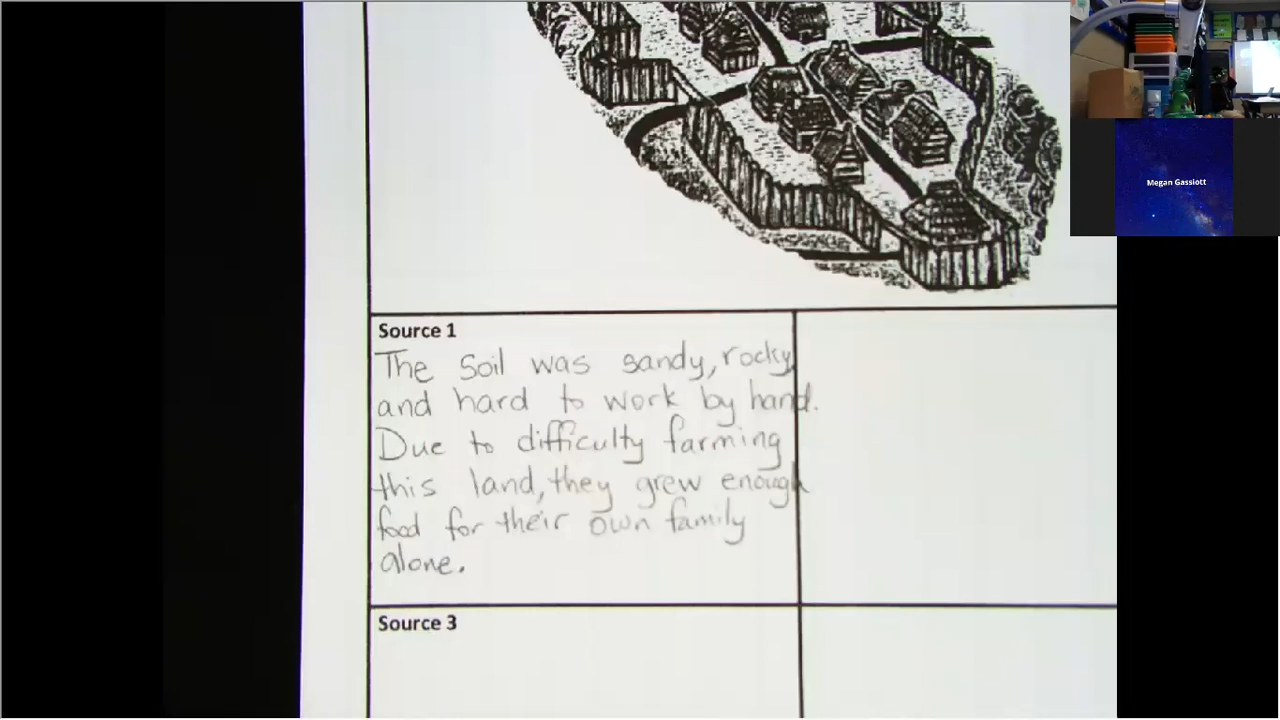 Megan Gassiott
Source 1
The Soil was sandy, rocky
and hard to work by hand.
Due to difficulty farming
this land, they grew enough
food for their own family
alone.
Source 3